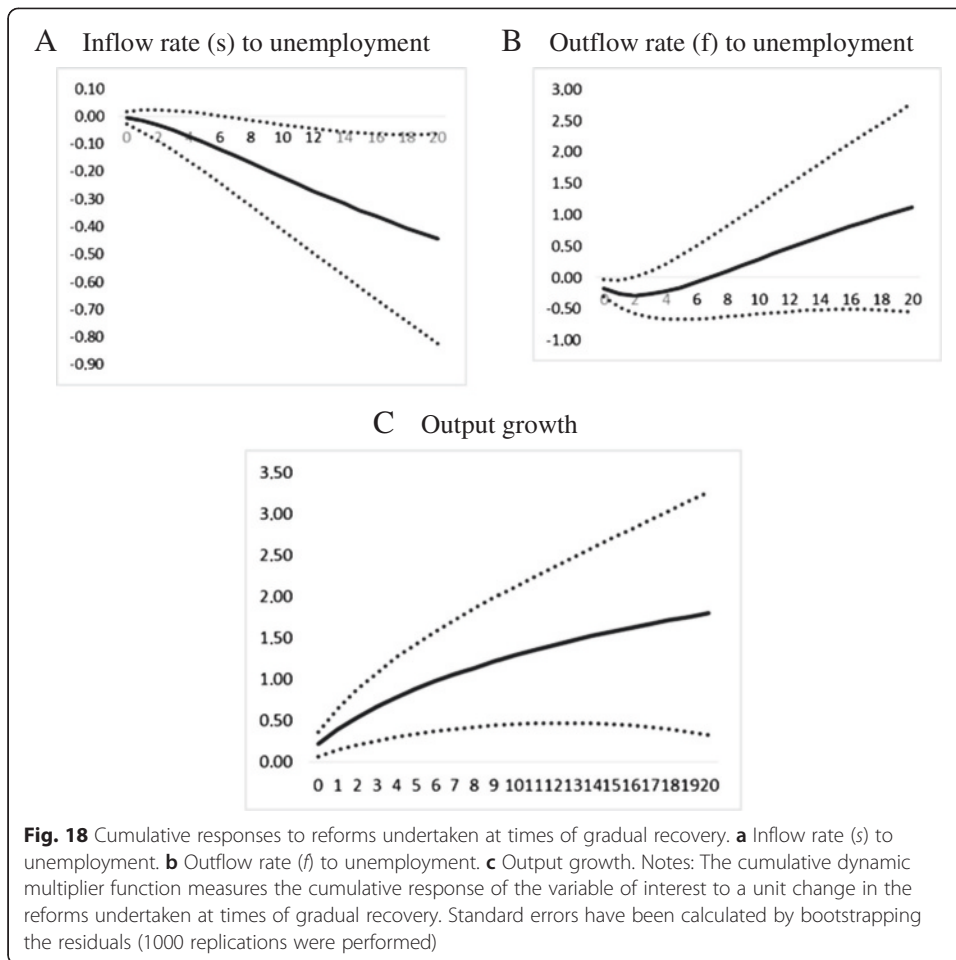 A Inflow rate (s) to unemployment
0.10
0.00
-0.10
-0.20
-0.30
-0.40
-0.50
-0.60
-0.70
-0.80
-0.90
0 2 4 6 8 10 12 14 16 18 20
B Outflow rate (f) to unemployment
3.00
2.50
2.00
1.50
1.00
0.50
0.00
-0.50
-1.00
0 2 4 6 8 10 12 14 16 18 20
C Output growth
3.50
3.00
2.50
2.00
1.50
1.00
0.50
0.00
0 1 2 3 4 5 6 7 8 9 1011121314151617181920
Fig. 18 Cumulative responses to reforms undertaken at times of gradual recovery. a Inflow rate (s) to
unemployment. b Outflow rate (f) to unemployment. c Output growth. Notes: The cumulative dynamic
multiplier function measures the cumulative response of the variable of interest to a unit change in the
reforms undertaken at times of gradual recovery. Standard errors have been calculated by bootstrapping
the residuals (1000 replications were performed)